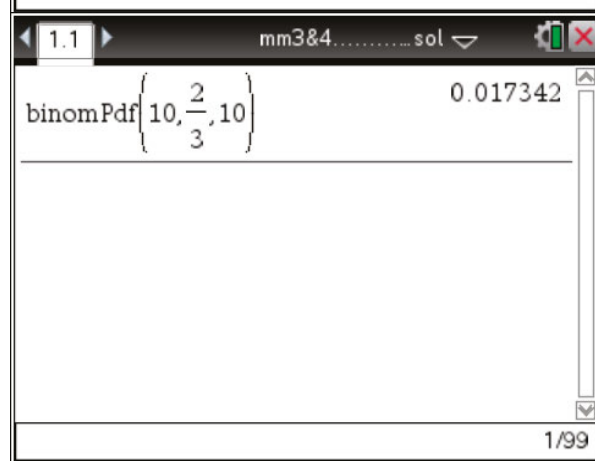 1.1 mm3&4............sol
binomPdf(10, 2/3, 10) 0.017342
1/99